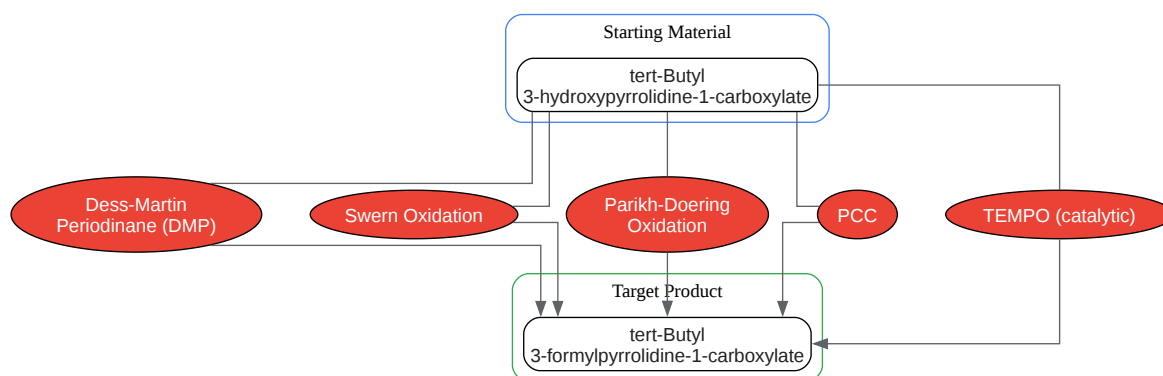 Starting Material
tert-Butyl
3-hydroxypyrrolidine-1-carboxylate
Dess-Martin
Periodinane (DMP)
Swern Oxidation
Parikh-Doering
Oxidation
PCC
TEMPO (catalytic)
Target Product
tert-Butyl
3-formylpyrrolidine-1-carboxylate